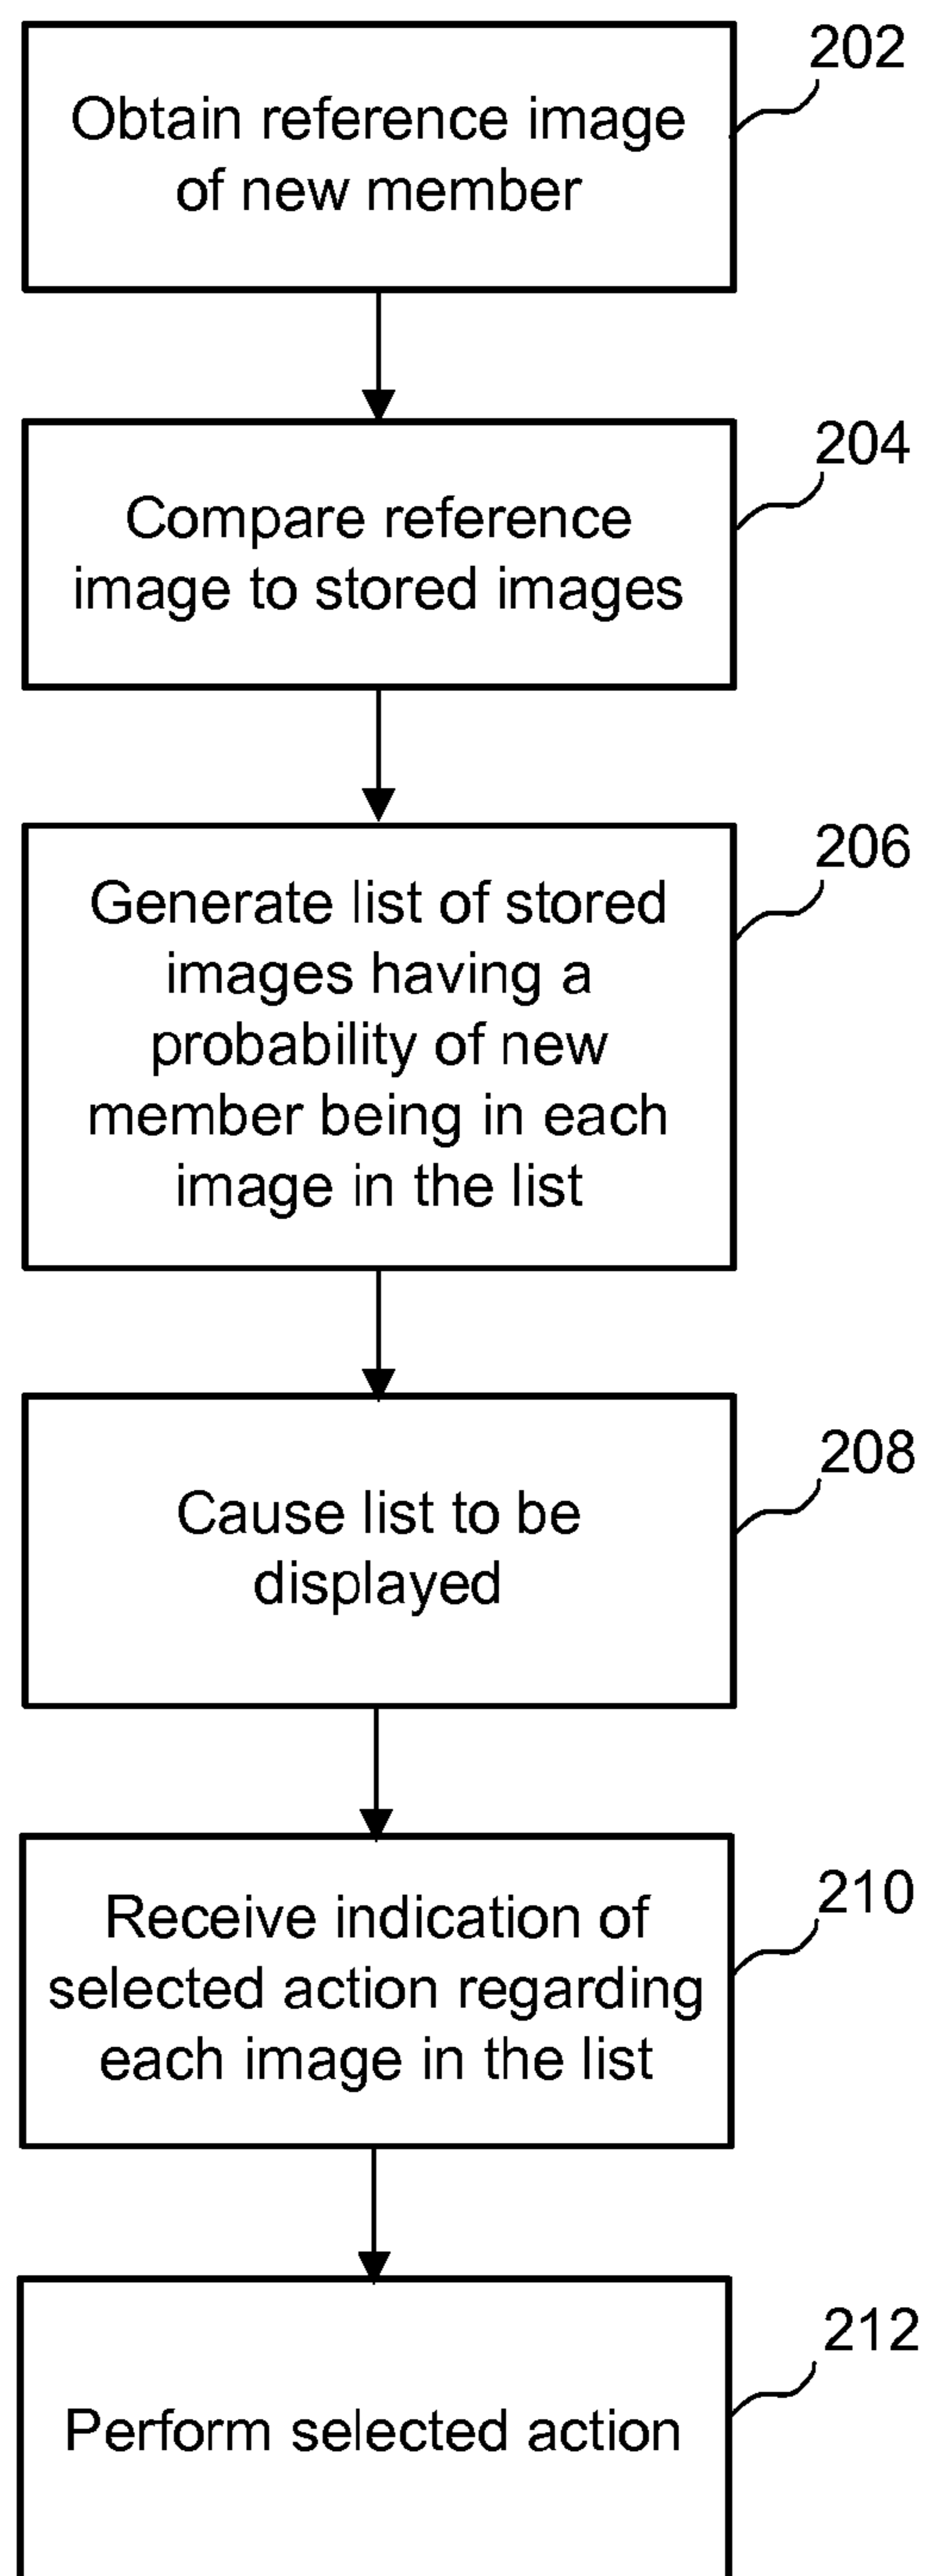 202
Obtain reference image
of new member
204
Compare reference
image to stored images
206
Generate list of stored
images having a
probability of new
member being in each
image in the list
208
Cause list to be
displayed
210
Receive indication of
selected action regarding
each image in the list
212
Perform selected action